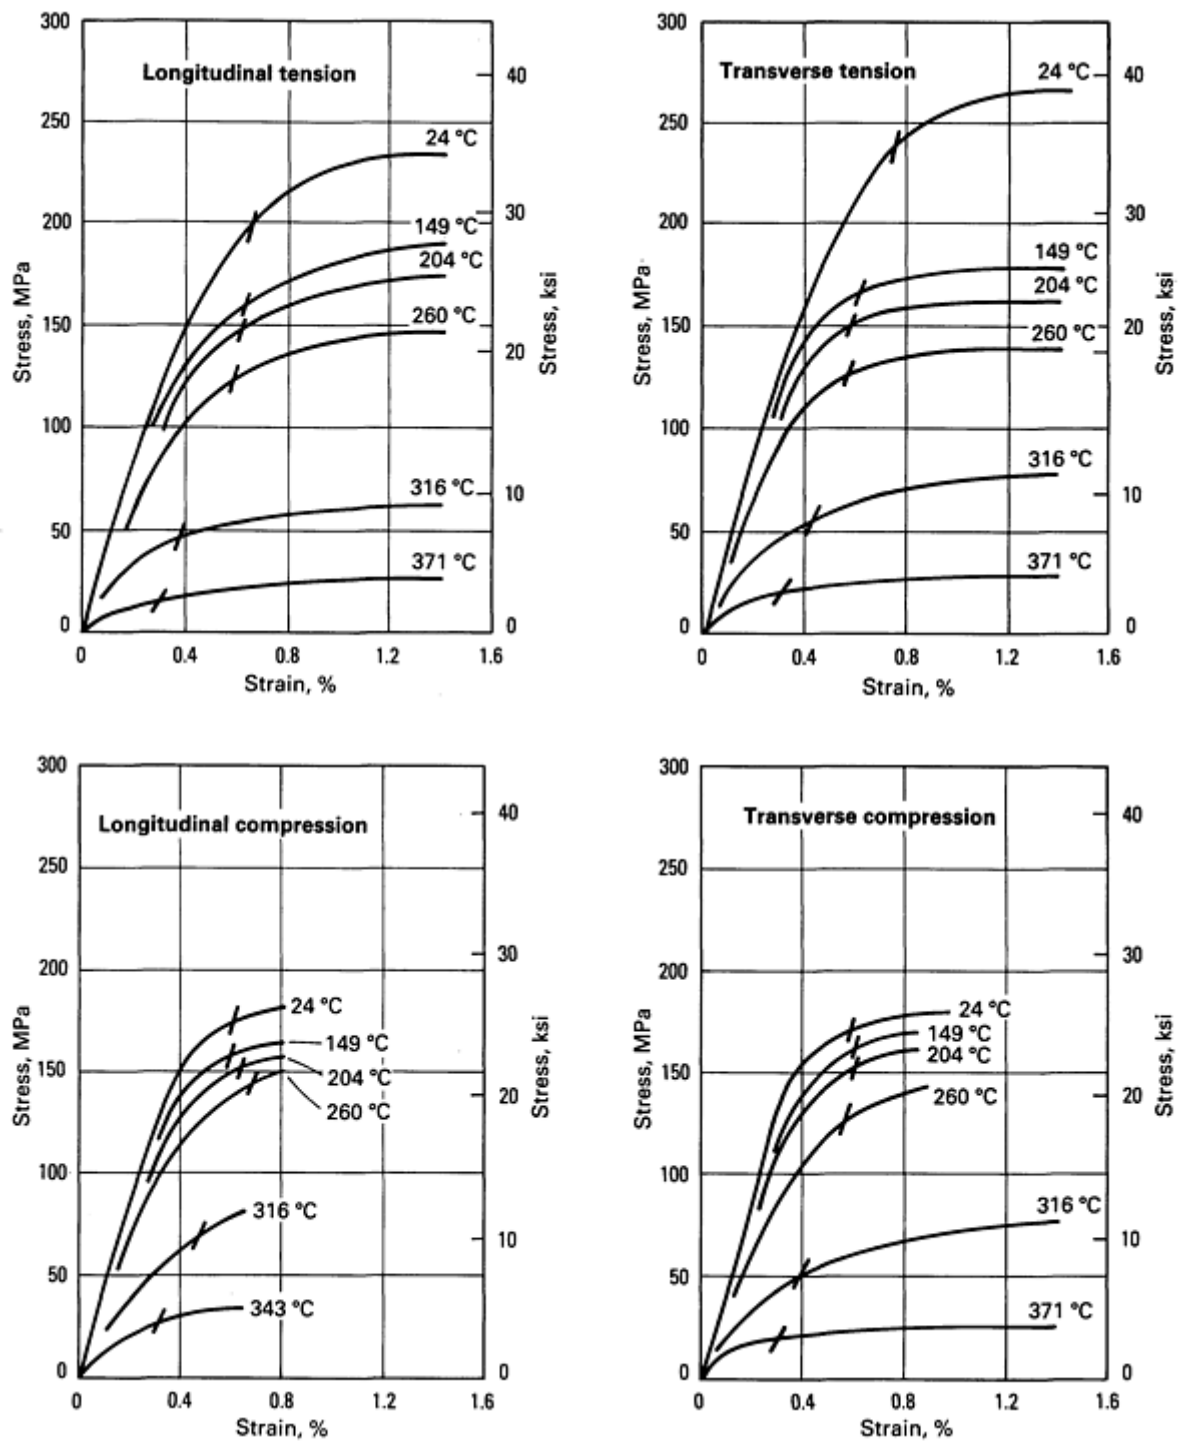 300
Longitudinal tension
40
250
24 °C
200
30
149 °C
204 °C
Stress, MPa
150
260 °C
20
Stress, ksi
100
316 °C
10
50
371 °C
0
0
0
0.4
0.8
1.2
1.6
Strain, %
300
Transverse tension
24 °C
40
250
200
30
149 °C
204 °C
Stress, MPa
150
260 °C
20
Stress, ksi
100
316 °C
10
50
371 °C
0
0
0
0.4
0.8
1.2
1.6
Strain, %
300
Longitudinal compression
40
250
30
200
24 °C
149 °C
Stress, MPa
150
204 °C
20
Stress, ksi
260 °C
100
316 °C
10
50
343 °C
0
0
0
0.4
0.8
1.2
1.6
Strain, %
300
Transverse compression
40
250
30
200
24 °C
149 °C
204 °C
Stress, MPa
150
260 °C
20
Stress, ksi
100
316 °C
10
50
371 °C
0
0
0
0.4
0.8
1.2
1.6
Strain, %